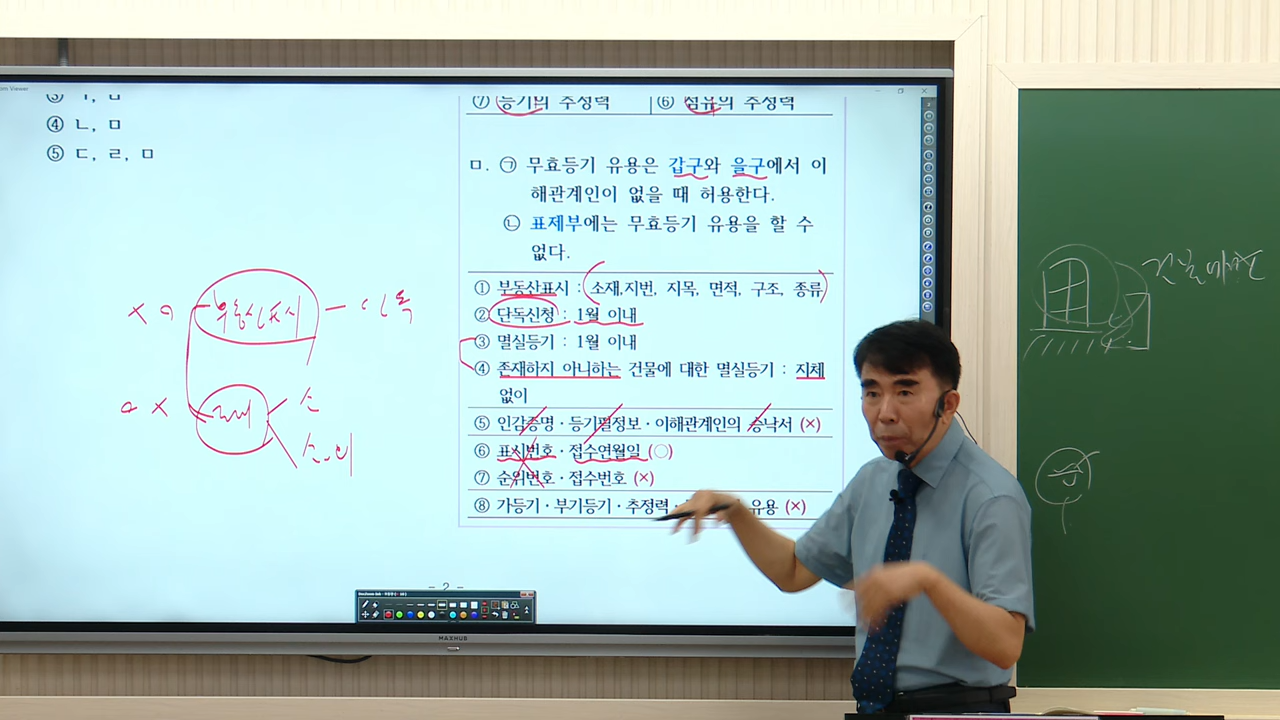 ④ ㄴ, ㅁ
⑤ ㄷ, ㄹ, ㅁ
⑦ 등기의 추정력
⑥ 점유의 추정력
ㅁ. ㉠ 무효등기 유용은 갑구와 을구에서 이
해관계인이 없을 때 허용한다.
㉡ 표제부에는 무효등기 유용을 할 수
없다.
① 부동산표시 : 소재,지번, 지목, 면적, 구조, 종류
② 단독신청 : 1월 이내
③ 멸실등기 : 1월 이내
④ 존재하지 아니하는 건물에 대한 멸실등기 : 지체
없이
⑤ 인감증명·등기필정보·이해관계인의 승낙서 (×)
⑥ 표시번호·접수연월일 (○)
⑦ 순위번호·접수번호 (×)
⑧ 가등기·부기등기·추정력· 유용 (×)
부동산표시
- 2 -
MAXHUB